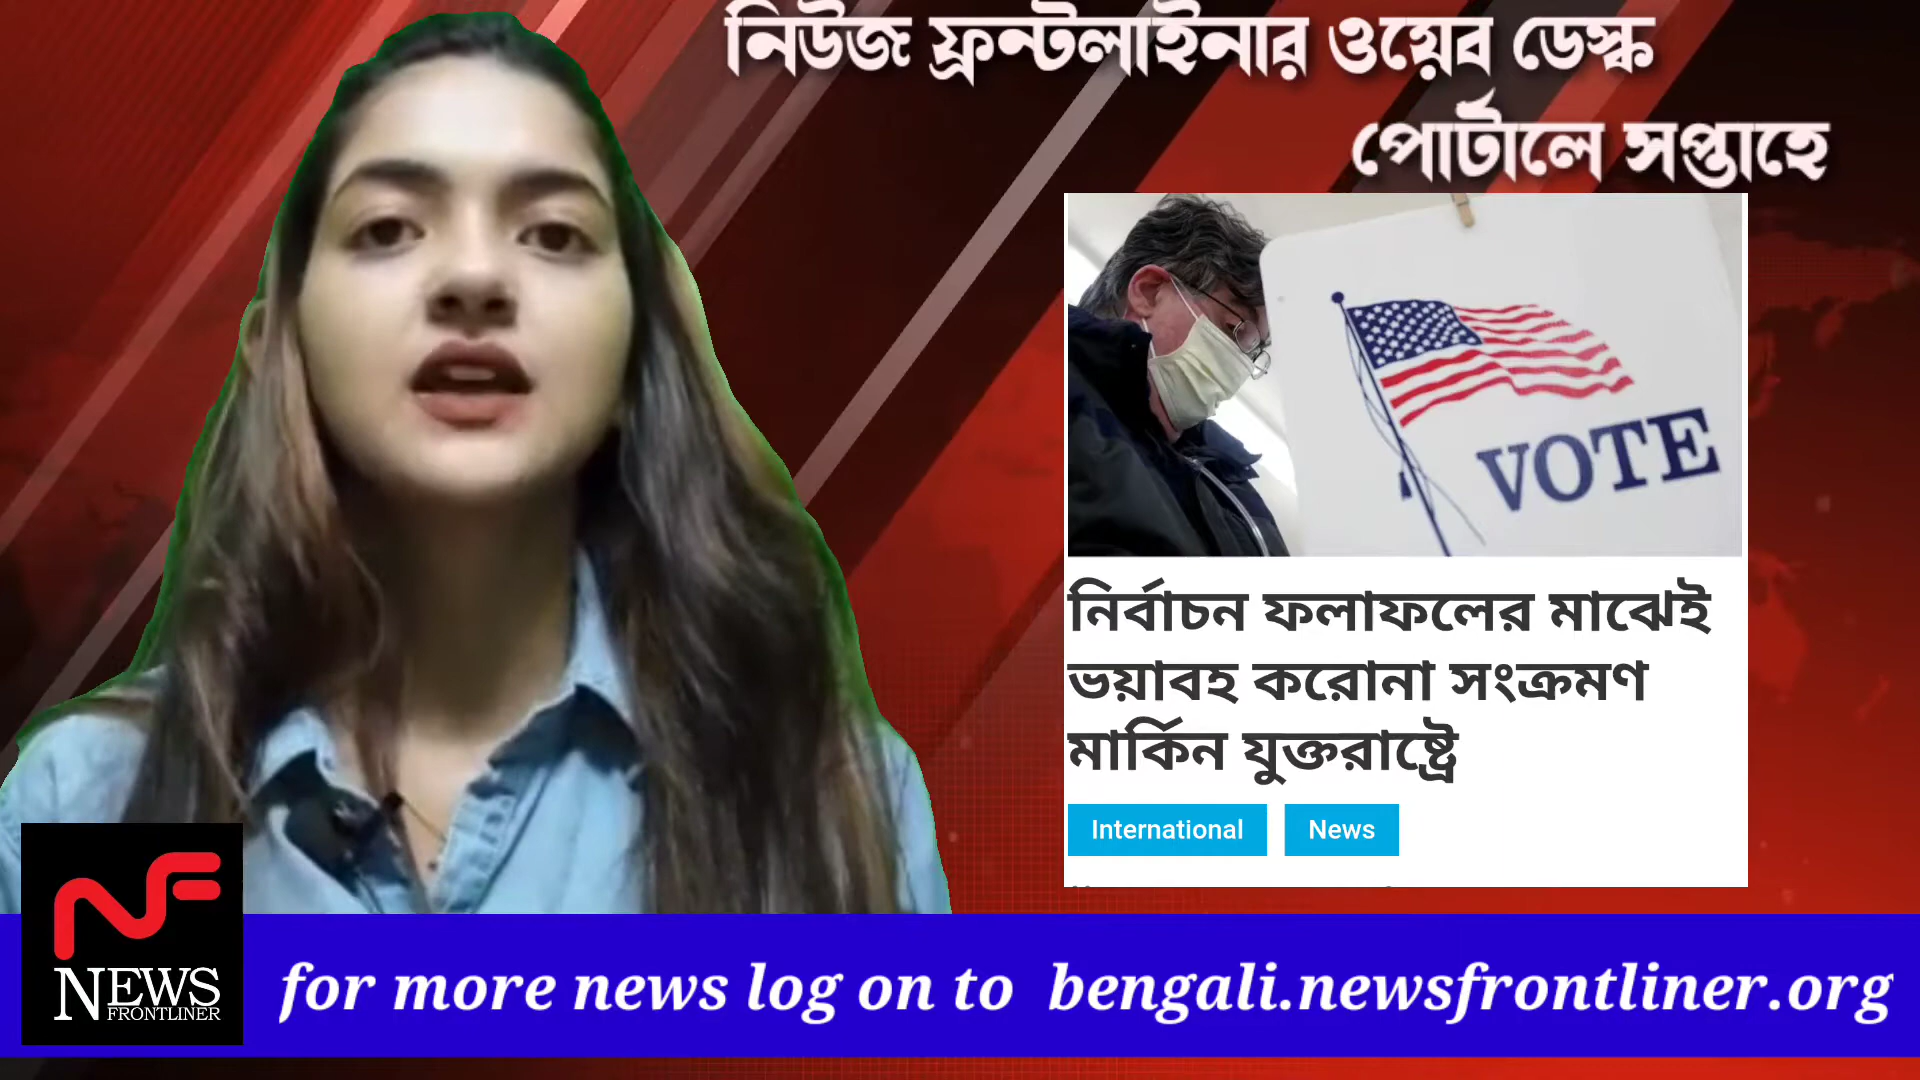 নিউজ ফ্রন্টলাইনার ওয়েব ডেস্ক
পোর্টালে সপ্তাহে
VOTE
নির্বাচন ফলাফলের মাঝেই
ভয়াবহ করোনা সংক্রমণ
মার্কিন যুক্তরাষ্ট্রে
International News
NEWS
FRONTLINER
for more news log on to bengali.newsfrontliner.org